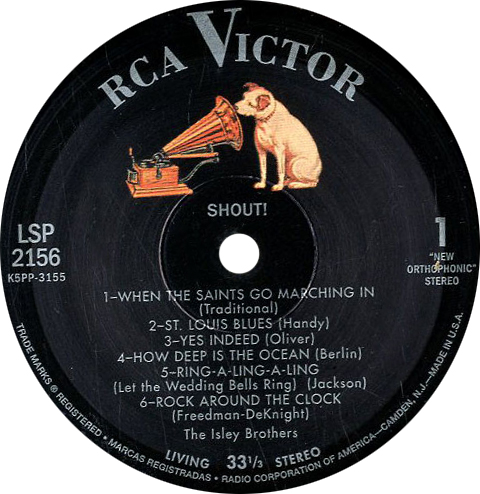 RCA VICTOR
SHOUT!
LSP
2156
K5PP-3155
1
"NEW
ORTHOPHONIC"
STEREO
1–WHEN THE SAINTS GO MARCHING IN
(Traditional)
2–ST. LOUIS BLUES (Handy)
3–YES INDEED (Oliver)
4–HOW DEEP IS THE OCEAN (Berlin)
5–RING-A-LING-A-LING
(Let the Wedding Bells Ring) (Jackson)
6–ROCK AROUND THE CLOCK
(Freedman-DeKnight)
The Isley Brothers
LIVING 33 1/3 STEREO
TRADE MARKS ® REGISTERED • MARCAS REGISTRADAS • RADIO CORPORATION OF AMERICA—CAMDEN, N.J.—MADE IN U.S.A.